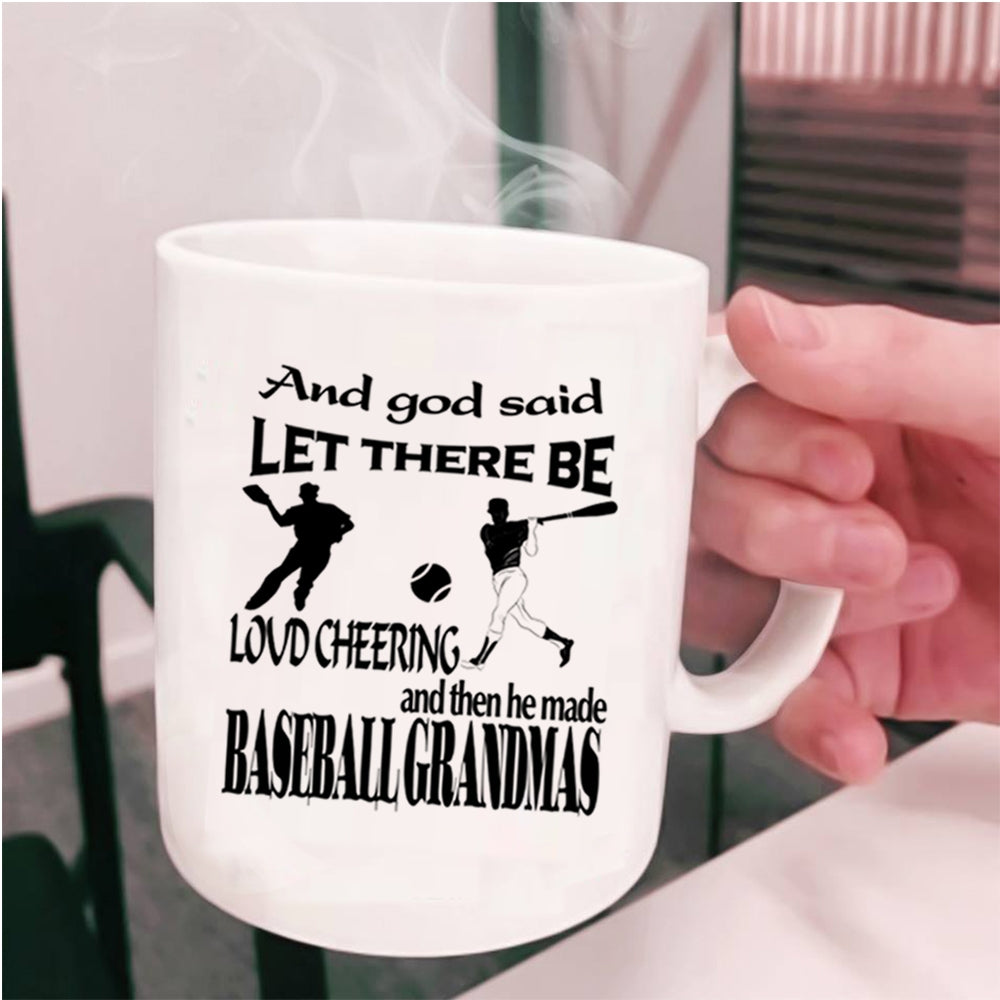 And god said
LET THERE BE
LOUD CHEERING
and then he made
BASEBALL GRANDMAS